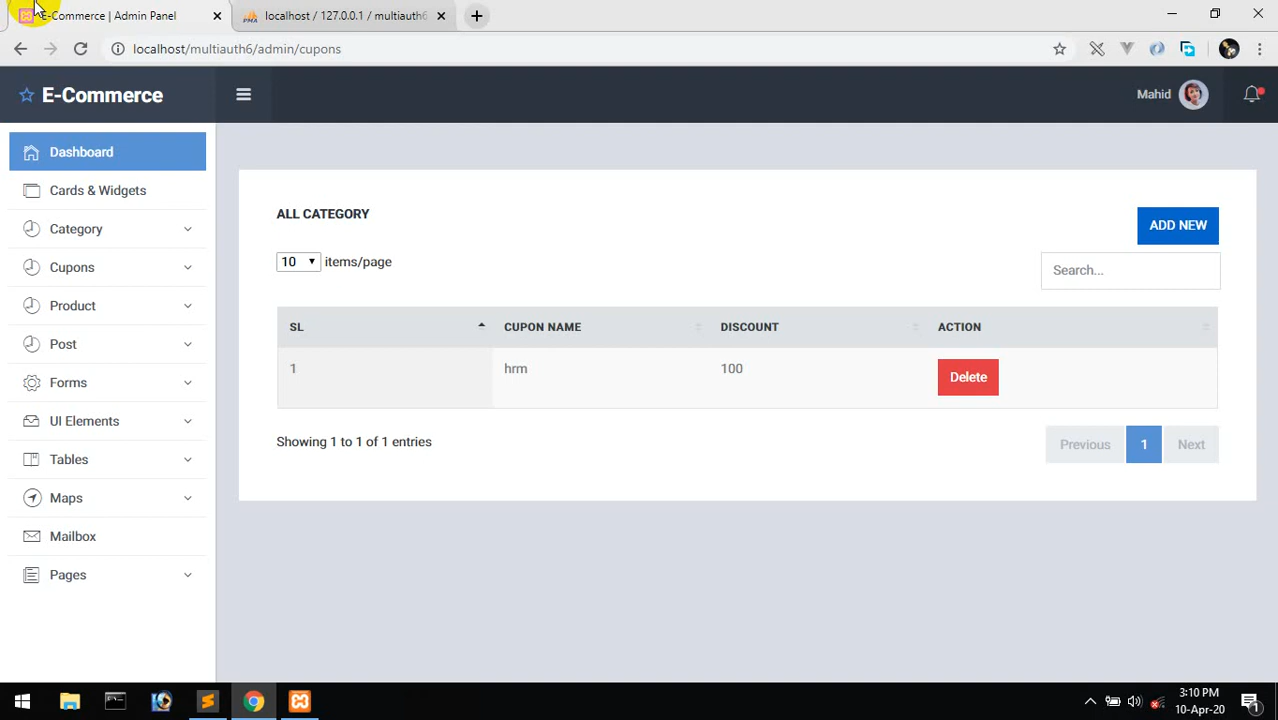 E-Commerce | Admin Panel
localhost / 127.0.0.1 / multiauth6
localhost/multiauth6/admin/cupons
E-Commerce
Mahid
Dashboard
Cards & Widgets
Category
Cupons
Product
Post
Forms
UI Elements
Tables
Maps
Mailbox
Pages
ALL CATEGORY
ADD NEW
10 items/page
Search...
SL CUPON NAME DISCOUNT ACTION
1 hrm 100 Delete
Showing 1 to 1 of 1 entries
Previous 1 Next
3:10 PM
10-Apr-20